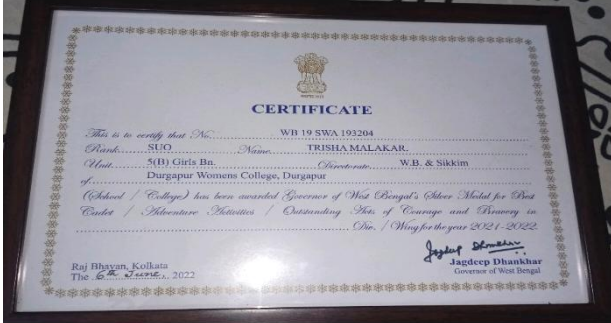 CERTIFICATE
This is to certify that No. WB 19 SWA 193204
Rank SUO Name TRISHA MALAKAR.
Unit 5(B) Girls Bn. Directorate W.B. & Sikkim
of Durgapur Womens College, Durgapur
(School / College) has been awarded Governor of West Bengal's Silver Medal for Best
Cadet / Adventure Activities / Outstanding Acts of Courage and Bravery in
Div. / Wing for the year 2021-2022
Jagdeep Dhankhar
Raj Bhavan, Kolkata
Jagdeep Dhankhar
The 6th June, 2022
Governor of West Bengal